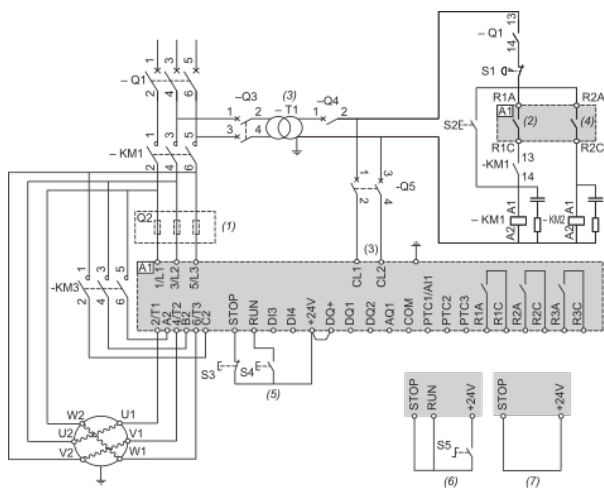 1 3 5
– Q1
2 4 6
1 3 5
– KM1
2 4 6
–Q3
1 2
3 4
(3)
– T1
–Q4
1 2
13
– Q1
14
S1
R1A R2A
A1
(2) (4)
S2E
R1C R2C
-KM1 13
14
A1 A1
– KM1 –KM2
A2 A2
1 3
-Q5
2 4
(3)
Q2
(1)
A1
1/L1
3/L2
5/L3
CL1
CL2
1 3 5
-KM3
2 4 6
2/T1
A2
4/T2
B2
6/T3
C2
STOP
RUN
DI3
DI4
+24V
DQ+
DQ1
DQ2
AQ1
COM
PTC1/AI1
PTC2
PTC3
R1A
R1C
R2A
R2C
R3A
R3C
S3
S4
(5)
W2 U1
U2 V1
V2 W1
STOP
RUN
+24V
S5
(6)
STOP
+24V
(7)